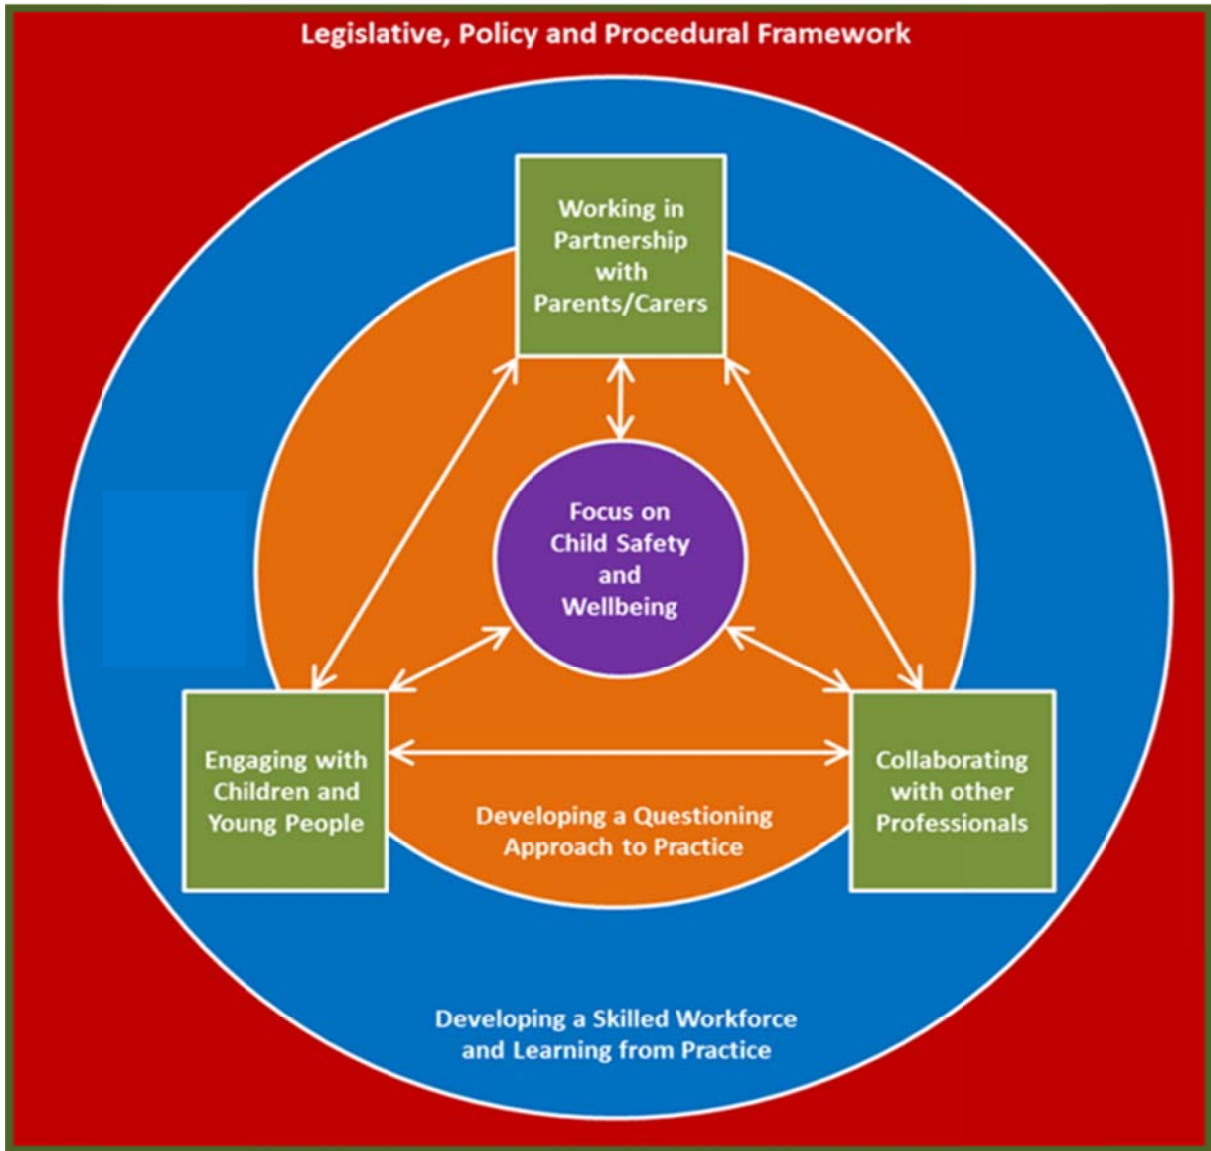 Legislative, Policy and Procedural Framework
Working in
Partnership
with
Parents/Carers
Focus on
Child Safety
and
Wellbeing
Engaging with
Children and
Young People
Collaborating
with other
Professionals
Developing a Questioning
Approach to Practice
Developing a Skilled Workforce
and Learning from Practice